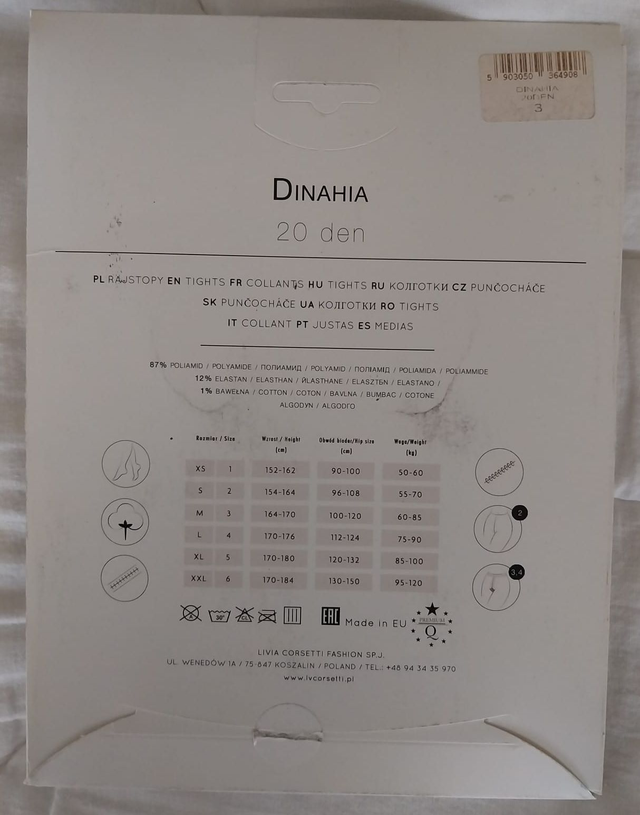 5 903050 364908
DINAHIA
20DEN
3
DINAHIA
20 den
PL RAJSTOPY EN TIGHTS FR COLLANTS HU TIGHTS RU КОЛГОТКИ CZ PUNČOCHÁČE
SK PUNČOCHÁČE UA КОЛГОТКИ RO TIGHTS
IT COLLANT PT JUSTAS ES MEDIAS
87% POLIAMID / POLYAMIDE / ПОЛИАМИД / POLYAMID / ПОЛІАМІД / POLIAMIDA / POLIAMMIDE
12% ELASTAN / ELASTHAN / ÉLASTHANE / ELASZTÁN / ELASTANO /
1% BAWEŁNA / COTTON / COTON / BAVLNA / BUMBAC / COTONE
ALGODYN / ALGODГO
Rozmiar / Size Wzrost / Height (cm) Obwód bioder/Hip size (cm) Waga/Weight (kg)
XS 1 152-162 90-100 50-60
S 2 154-164 96-108 55-70
M 3 164-170 100-120 60-85
L 4 170-176 112-124 75-90
XL 5 170-180 120-132 85-100
XXL 6 170-184 130-150 95-120
2
3,4
30° CL EAC Made in EU PREMIUM Q
LIVIA CORSETTI FASHION SP.J.
UL. WENEDÓW 1A / 75-847 KOSZALIN / POLAND / TEL.: +48 94 34 35 970
www.lvcorsetti.pl